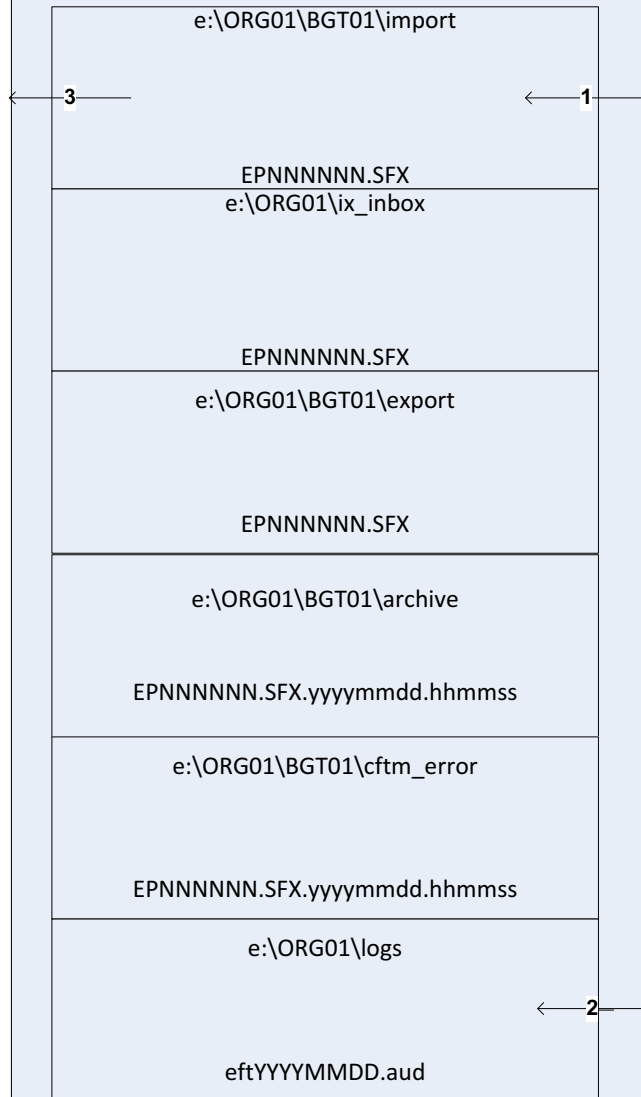 e:\ORG01\BGT01\import
3
1
EPNNNNNN.SFX
e:\ORG01\ix_inbox
EPNNNNNN.SFX
e:\ORG01\BGT01\export
EPNNNNNN.SFX
e:\ORG01\BGT01\archive
EPNNNNNN.SFX.yyyymmdd.hhmmss
e:\ORG01\BGT01\cftm_error
EPNNNNNN.SFX.yyyymmdd.hhmmss
e:\ORG01\logs
2
eftYYYYMMDD.aud